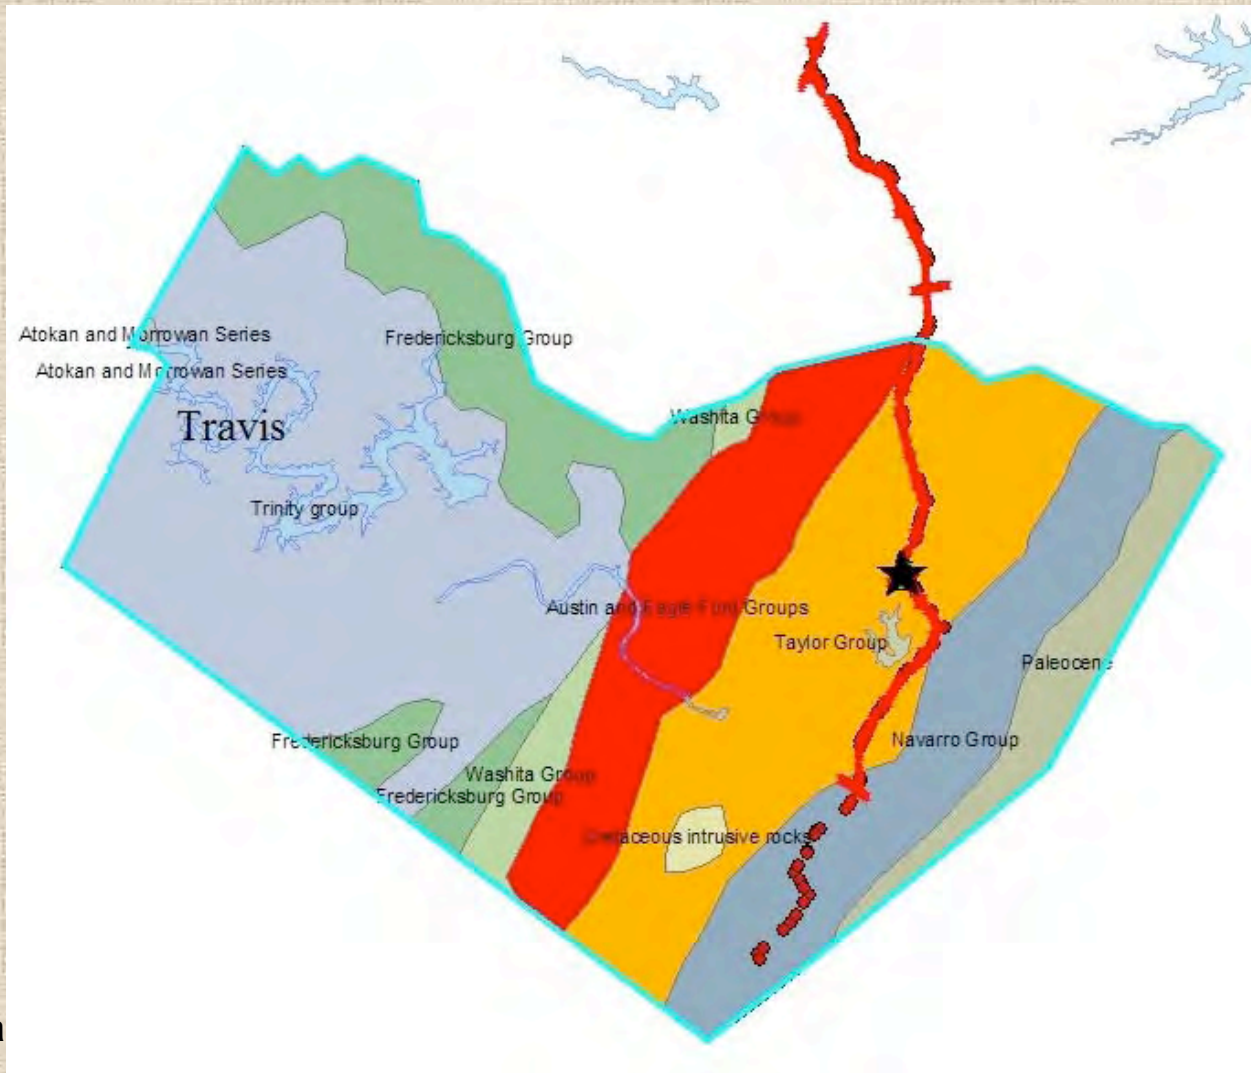 Atokan and Morrowan Series
Fredericksburg Group
Atokan and Morrowan Series
Travis
Washita Group
Trinity group
Austin and Eagle Ford Groups
Taylor Group
Paleocene
Fredericksburg Group
Navarro Group
Washita Group
Fredericksburg Group
Cretaceous intrusive rocks